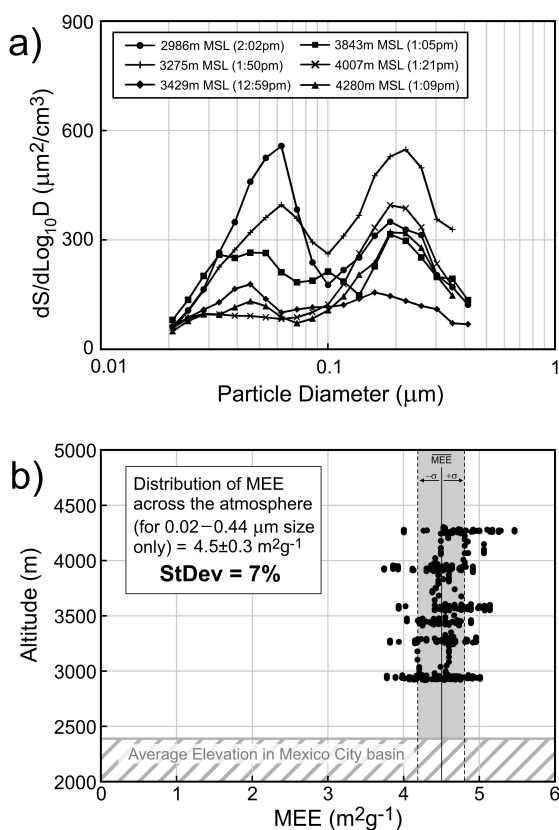 a)
900
600
300
0
dS/dLog10D (μm2/cm3)
2986m MSL (2:02pm)
3275m MSL (1:50pm)
3429m MSL (12:59pm)
3843m MSL (1:05pm)
4007m MSL (1:21pm)
4280m MSL (1:09pm)
0.01
0.1
1
Particle Diameter (μm)
b)
5000
4500
4000
3500
3000
2500
2000
Altitude (m)
Distribution of MEE
across the atmosphere
(for 0.02–0.44 μm size
only) = 4.5±0.3 m2g-1
StDev = 7%
MEE
−σ +σ
Average Elevation in Mexico City basin
0 1 2 3 4 5 6
MEE (m2g-1)